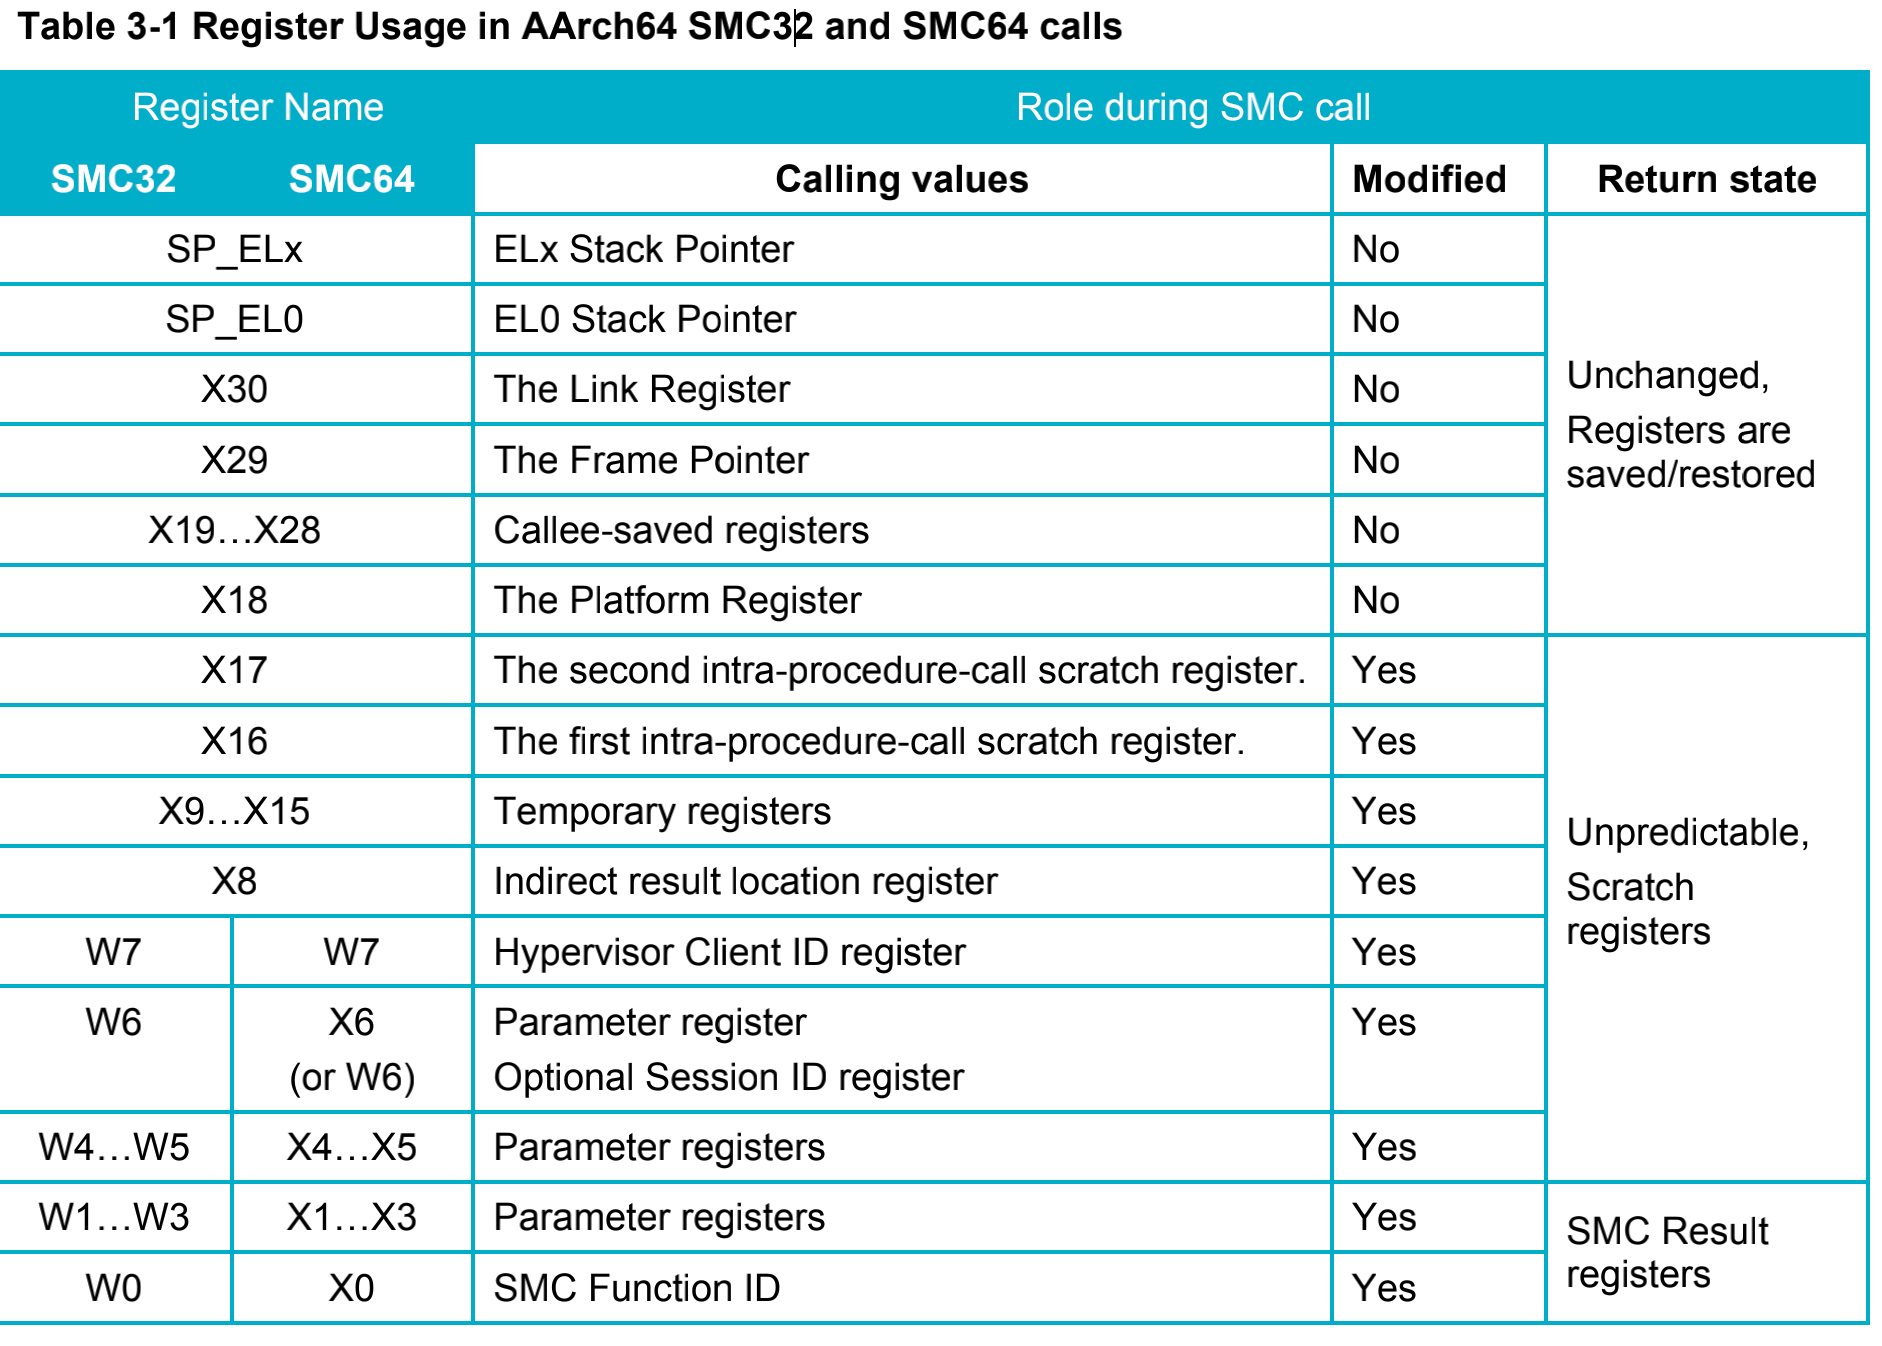 Table 3-1 Register Usage in AArch64 SMC32 and SMC64 calls
Register Name Role during SMC call
SMC32 SMC64 Calling values Modified Return state
SP_ELx ELx Stack Pointer No
SP_EL0 EL0 Stack Pointer No
X30 The Link Register No
Unchanged,
Registers are
saved/restored
X29 The Frame Pointer No
X19…X28 Callee-saved registers No
X18 The Platform Register No
X17 The second intra-procedure-call scratch register. Yes
X16 The first intra-procedure-call scratch register. Yes
X9…X15 Temporary registers Yes
Unpredictable,
Scratch
registers
X8 Indirect result location register Yes
W7 W7 Hypervisor Client ID register Yes
W6 X6 Parameter register Yes
(or W6) Optional Session ID register
W4…W5 X4…X5 Parameter registers Yes
W1…W3 X1…X3 Parameter registers Yes
SMC Result
registers
W0 X0 SMC Function ID Yes